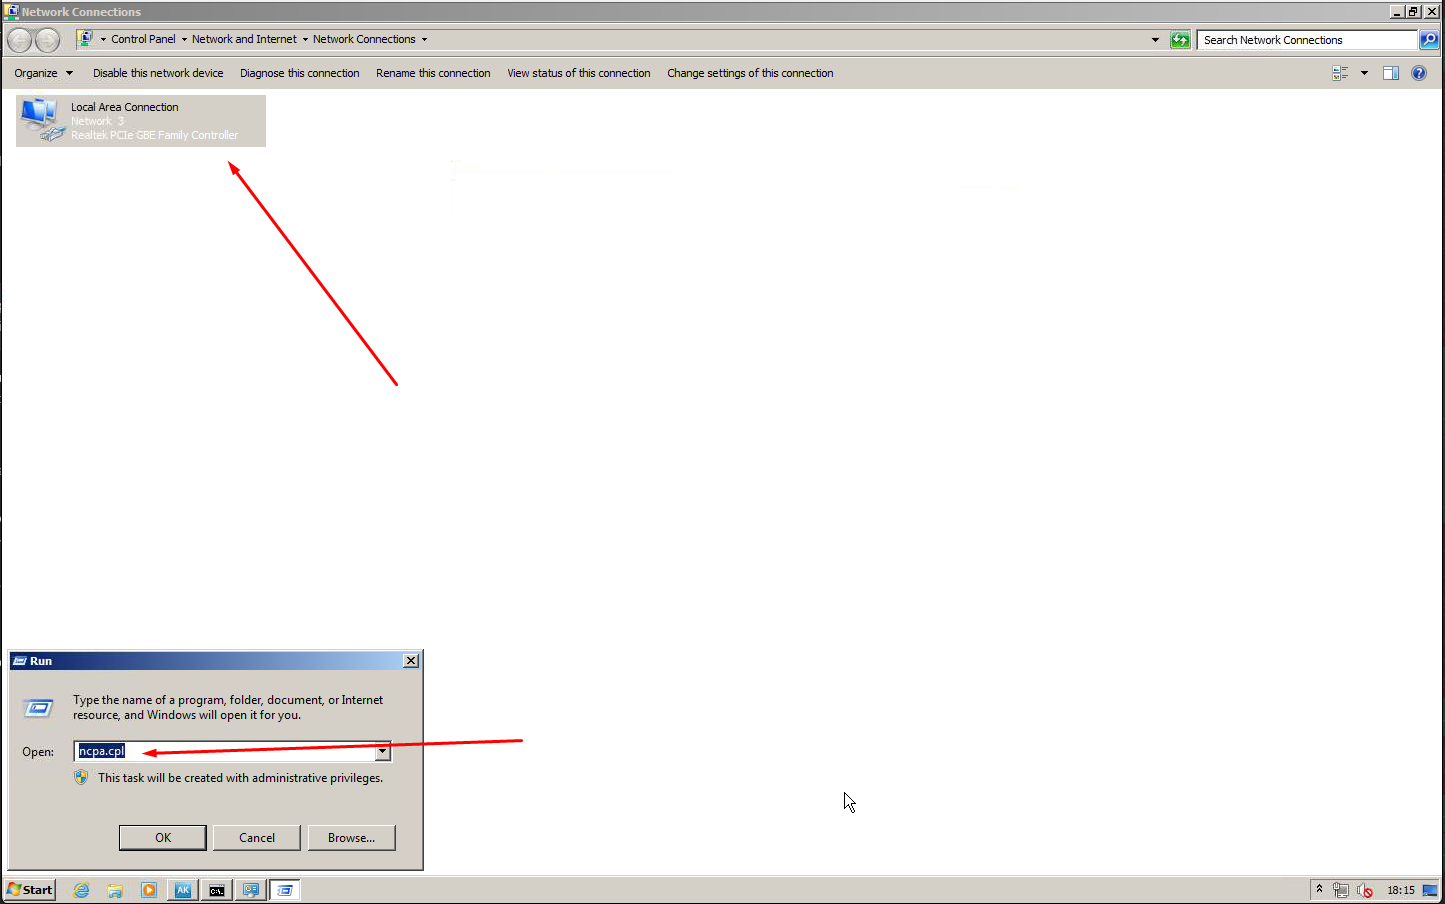 Network Connections
Control Panel Network and Internet Network Connections
Search Network Connections
Organize Disable this network device Diagnose this connection Rename this connection View status of this connection Change settings of this connection
Local Area Connection
Network 3
Realtek PCIe GBE Family Controller
Run
Type the name of a program, folder, document, or Internet
resource, and Windows will open it for you.
Open: ncpa.cpl
This task will be created with administrative privileges.
OK Cancel Browse...
Start AK C:\ 18:15